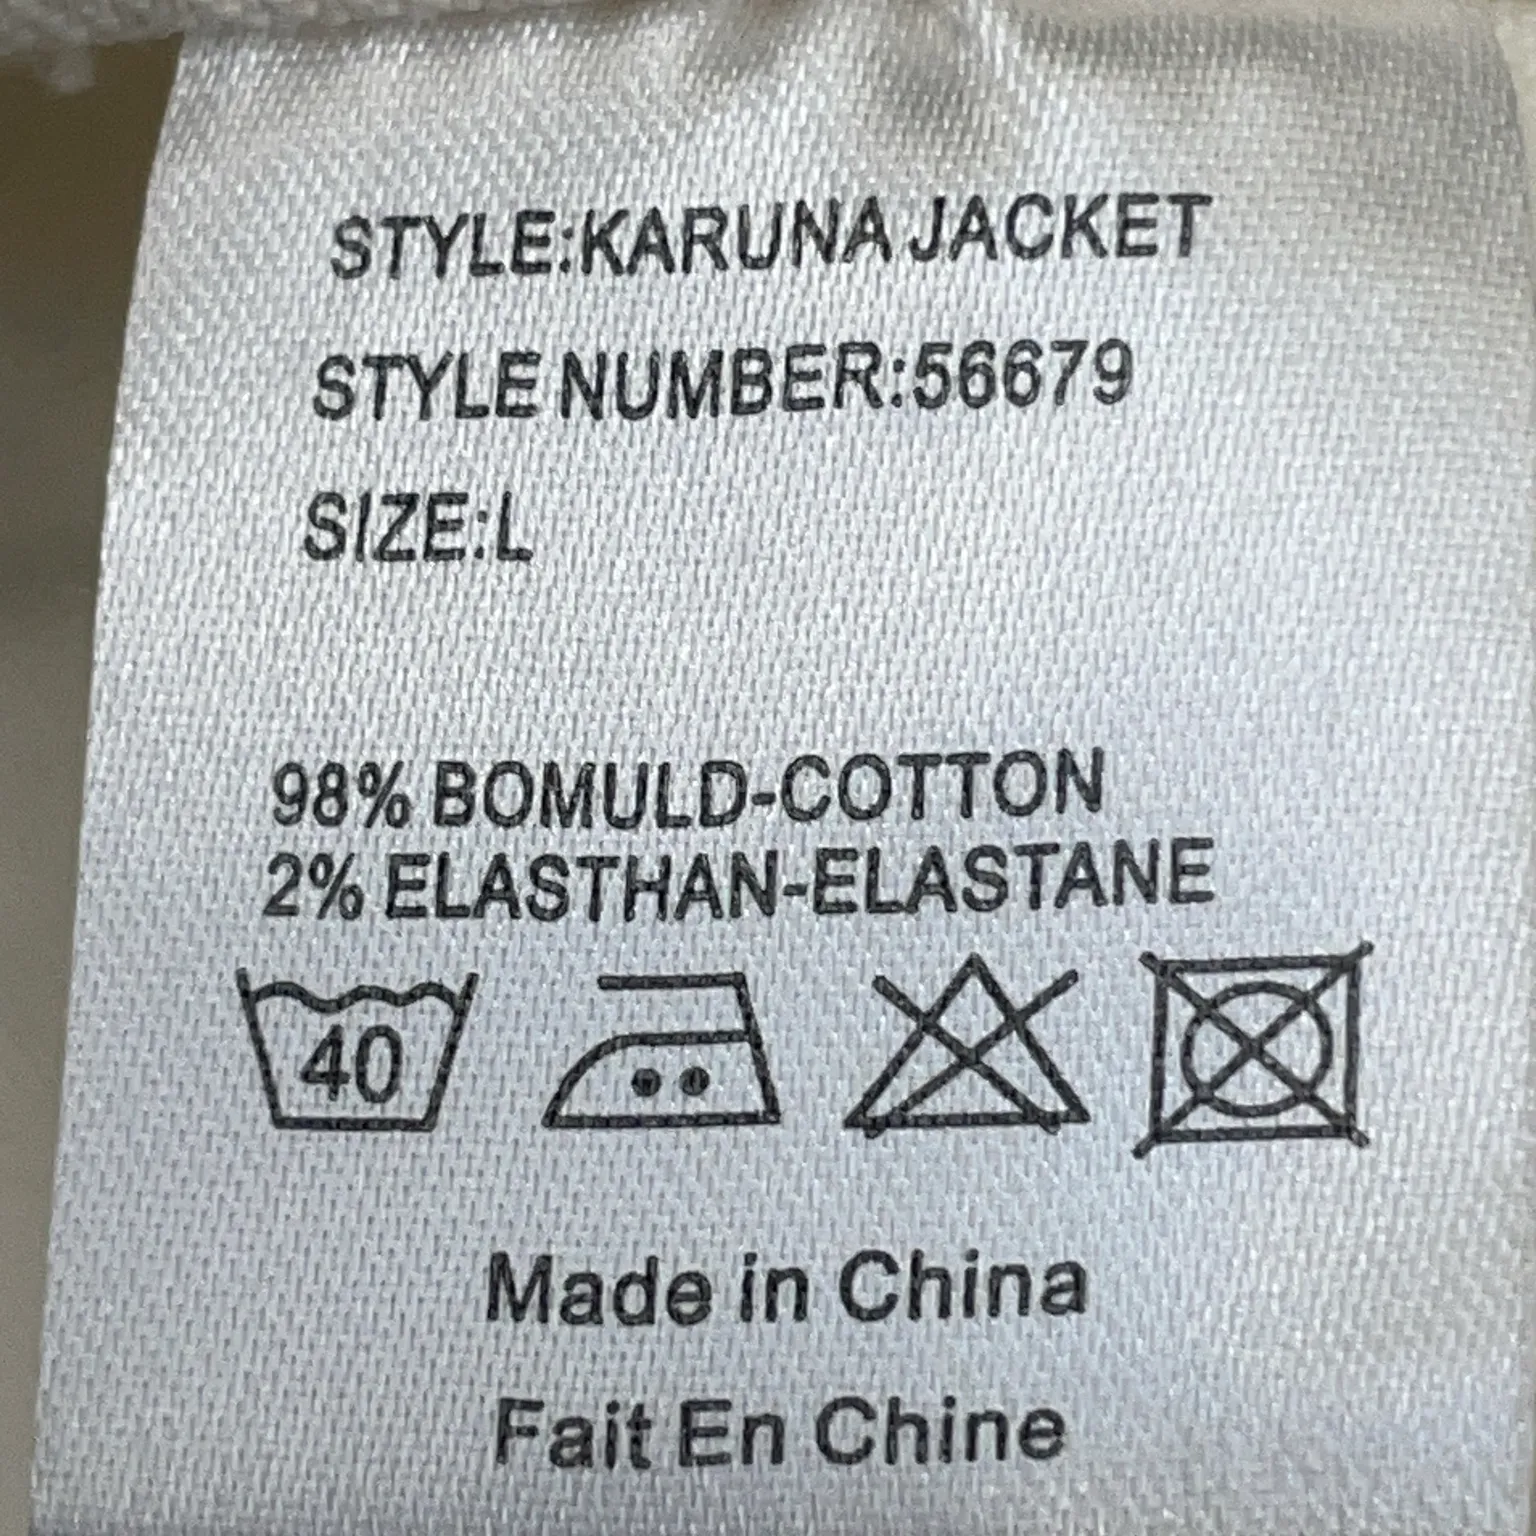 STYLE:KARUNA JACKET
STYLE NUMBER:56679
SIZE:L
98% BOMULD-COTTON
2% ELASTHAN-ELASTANE
40
Made in China
Fait En Chine